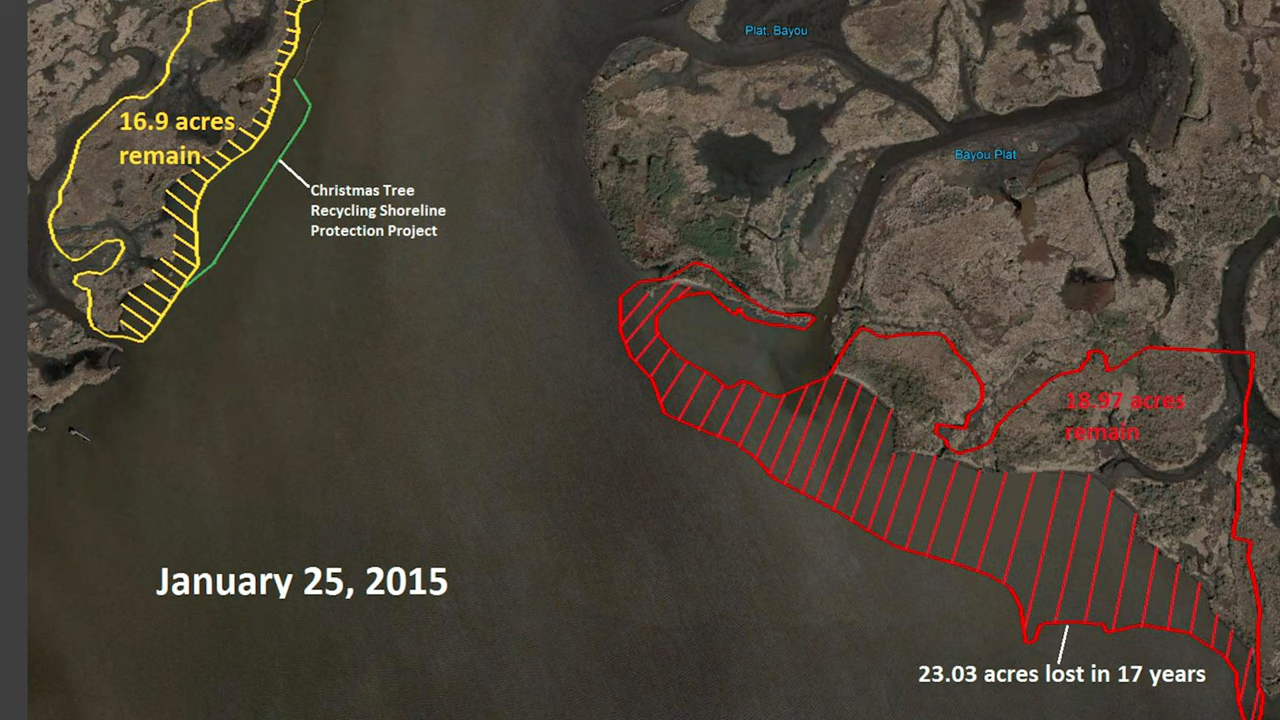 Plat, Bayou
16.9 acres
remain
Bayou Plat
Christmas Tree
Recycling Shoreline
Protection Project
18.97 acres
remain
January 25, 2015
23.03 acres lost in 17 years